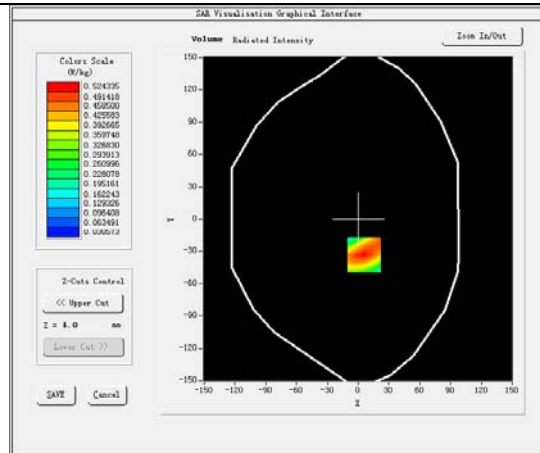 SAR Visualisation Graphical Interface
Volume Radiated Intensity
Zoom In/Out
Colors Scale
(W/kg)
0.524335
0.491418
0.458500
0.425583
0.392665
0.359748
0.326830
0.293913
0.260996
0.228078
0.195161
0.162243
0.129326
0.096408
0.063491
0.030573
Z-Cuts Control
<< Upper Cut
Z = 4.0 mm
Lower Cut >>
SAVE Cancel
150-
120-
90-
60-
30-
0-
-30-
-60-
-90-
-120-
-150-
-150 -120 -90 -60 -30 0 30 60 90 120 150
Y
X